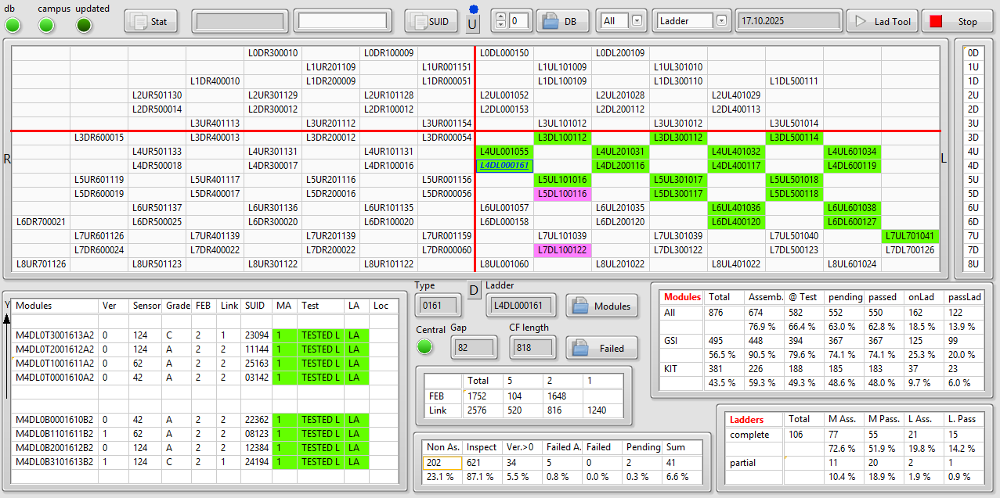 db campus updated
Stat SUID U 0 DB All Ladder 17.10.2025 Lad Tool Stop
L0DR300010 L0DR100009 L0DL000150 L0DL200109 0D
L1UR201109 L1UR001151 L1UL101009 L1UL301010 1U
L1DR400010 L1DR200009 L1DR000051 L1DL100109 L1DL300110 L1DL500111 1D
L2UR501130 L2UR301129 L2UR101128 L2UL001052 L2UL201028 L2UL401029 2U
L2DR500014 L2DR300012 L2DR100012 L2DL000153 L2DL200112 L2DL400113 2D
L3UR401113 L3UR201112 L3UR001154 L3UL101012 L3UL301012 L3UL501014 3U
L3DR600015 L3DR400013 L3DR200012 L3DR000054 L3DL100112 L3DL300112 L3DL500114 3D
L4UR501133 L4UR301131 L4UR101131 L4UL001055 L4UL201031 L4UL401032 L4UL601034 4U
R L4DR500018 L4DR300017 L4DR100016 L4DL000161 L4DL200116 L4DL400117 L4DL600119 L 4D
L5UR601119 L5UR401117 L5UR201116 L5UR001156 L5UL101016 L5UL301017 L5UL501018 5U
L5DR600019 L5DR400017 L5DR200016 L5DR000056 L5DL100116 L5DL300117 L5DL500118 5D
L6UR501137 L6UR301136 L6UR101135 L6UL001057 L6UL201035 L6UL401036 L6UL601038 6U
L6DR700021 L6DR500025 L6DR300020 L6DR100020 L6DL000158 L6DL200120 L6DL400120 L6DL600127 6D
L7UR601126 L7UR401139 L7UR201139 L7UR001159 L7UL101039 L7UL301039 L7UL501040 L7UL701041 7U
L7DR600024 L7DR400022 L7DR200022 L7DR000060 L7DL100122 L7DL300122 L7DL500123 L7DL700126 7D
L8UR701126 L8UR501123 L8UR301122 L8UR101122 L8UL001060 L8UL201022 L8UL401022 L8UL601024 8U
Y Modules Ver Sensor Grade FEB Link SUID MA Test LA Loc
M4DL0T3001613A2 0 124 C 2 1 23094 1 TESTED L LA
M4DL0T2001612A2 0 124 A 2 2 11144 1 TESTED L LA
M4DL0T1001611A2 0 62 A 2 2 25163 1 TESTED L LA
M4DL0T0001610A2 0 42 A 2 2 03142 1 TESTED L LA
M4DL0B0001610B2 0 42 A 2 2 22362 1 TESTED L LA
M4DL0B1101611B2 1 62 A 2 2 08123 1 TESTED L LA
M4DL0B2001612B2 0 124 A 2 2 12384 1 TESTED L LA
M4DL0B3101613B2 1 124 C 2 1 24194 1 TESTED L LA
Type D Ladder
0161 L4DL000161 Modules
Central Gap CF length
82 818 Failed
Total 5 2 1
FEB 1752 104 1648
Link 2576 520 816 1240
Non As. Inspect Ver.>0 Failed A. Failed Pending Sum
202 621 34 5 0 2 41
23.1 % 87.1 % 5.5 % 0.8 % 0.0 % 0.3 % 6.6 %
Modules Total Assemb. @ Test pending passed onLad passLad
All 876 674 582 552 550 162 122
76.9 % 66.4 % 63.0 % 62.8 % 18.5 % 13.9 %
GSI 495 448 394 367 367 125 99
56.5 % 90.5 % 79.6 % 74.1 % 74.1 % 25.3 % 20.0 %
KIT 381 226 188 185 183 37 23
43.5 % 59.3 % 49.3 % 48.6 % 48.0 % 9.7 % 6.0 %
Ladders Total M Ass. M Pass. L Ass. L. Pass
complete 106 77 55 21 15
72.6 % 51.9 % 19.8 % 14.2 %
partial 11 20 2 1
10.4 % 18.9 % 1.9 % 0.9 %